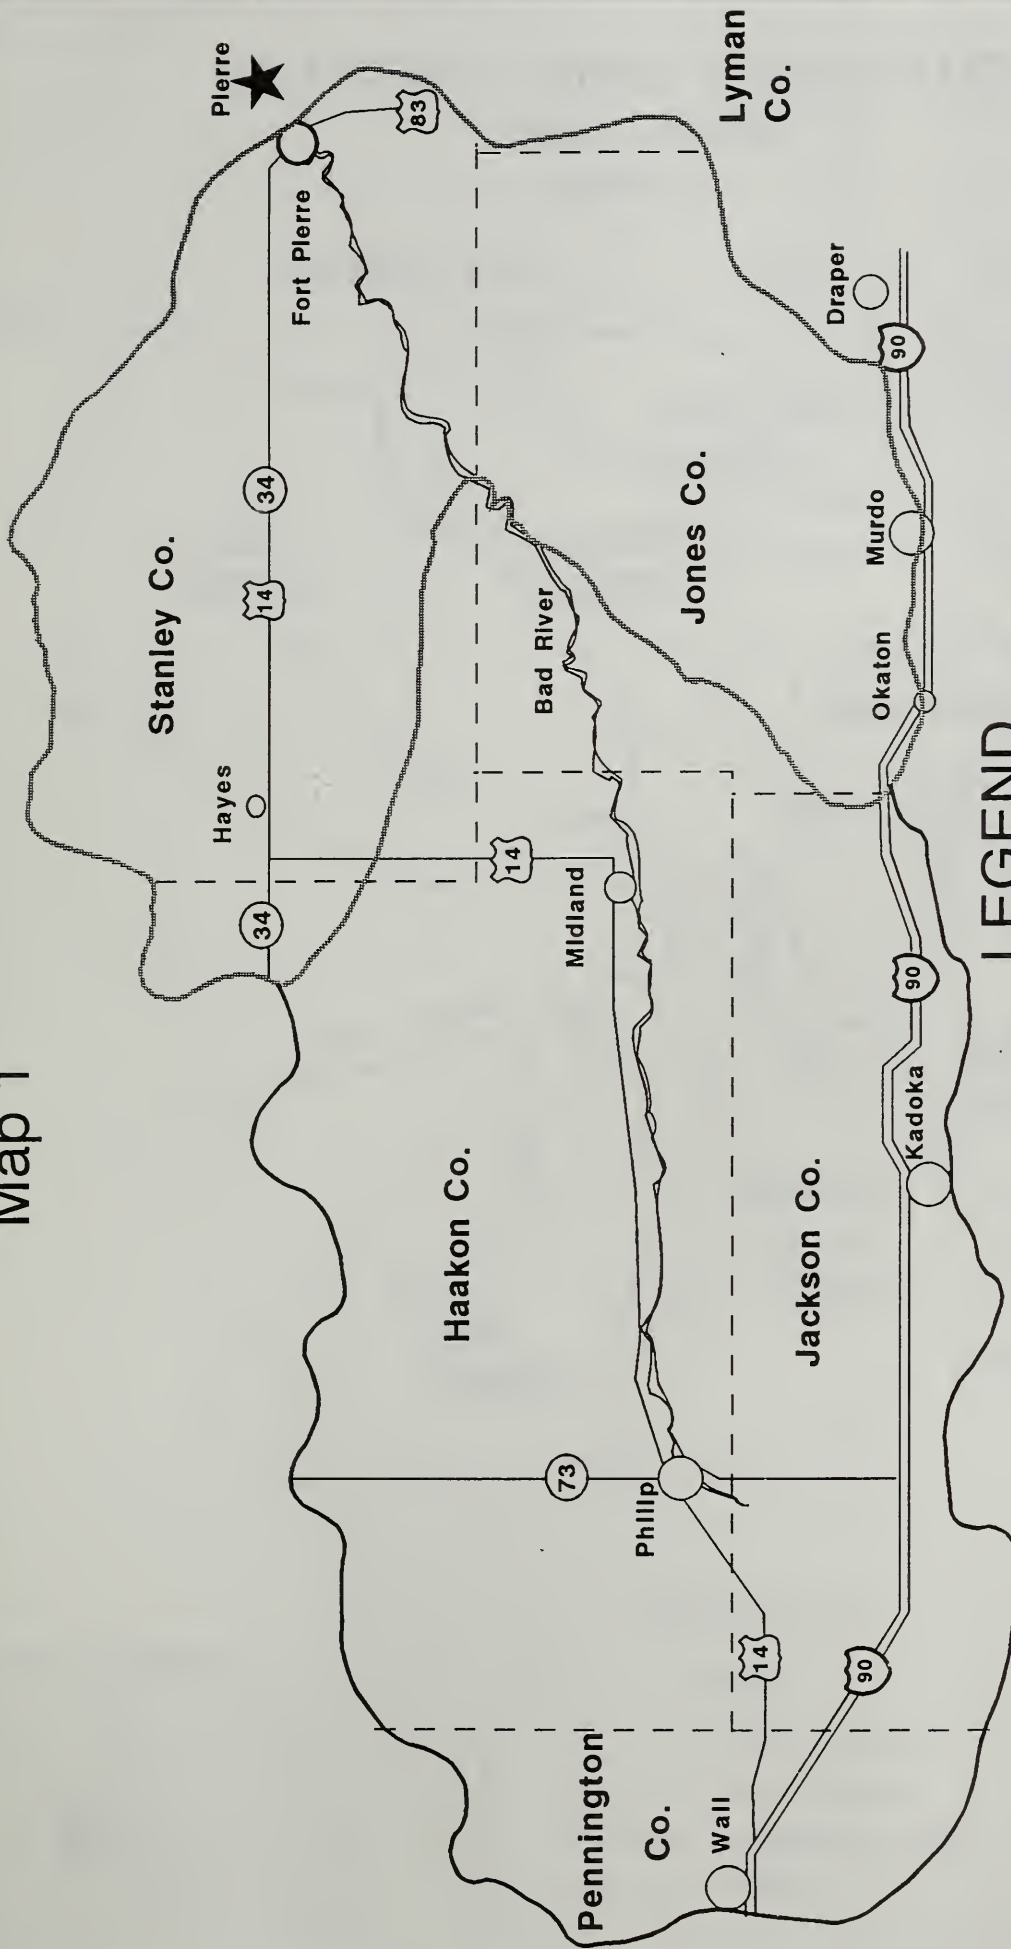 Map 1
Pierre
Fort Pierre
83
Lyman
Co.
34
14
Stanley Co.
Hayes
34
14
Midland
Bad River
Jones Co.
Draper
90
Murdo
Okaton
90
Kadoka
Haakon Co.
Jackson Co.
73
Philip
14
90
Pennington
Co.
Wall
LEGEND